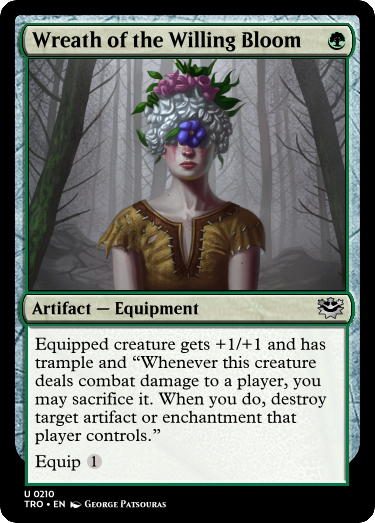 Wreath of the Willing Bloom
Artifact — Equipment
Equipped creature gets +1/+1 and has
trample and “Whenever this creature
deals combat damage to a player, you
may sacrifice it. When you do, destroy
target artifact or enchantment that
player controls.”
Equip 1
U 0210
TRO • EN George Patsouras